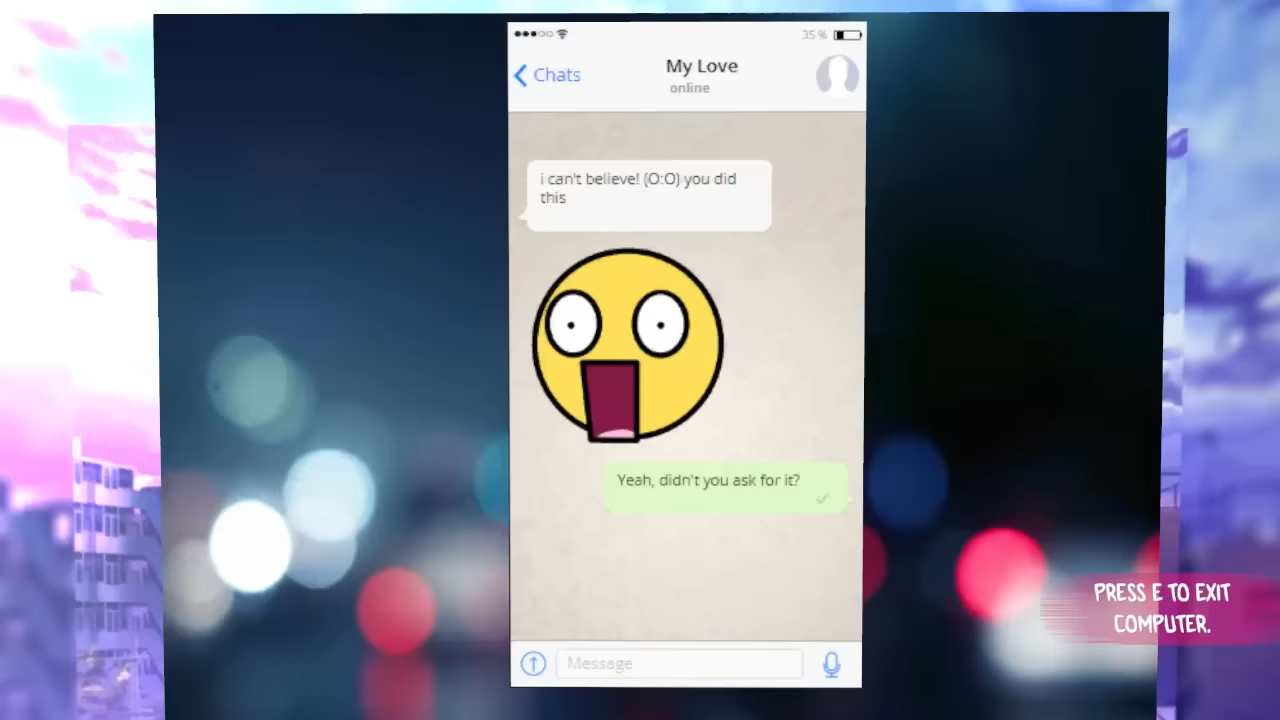 35 %
Chats
My Love
online
i can't believe! (O:O) you did
this
Yeah, didn't you ask for it?
PRESS E TO EXIT
COMPUTER.
Message